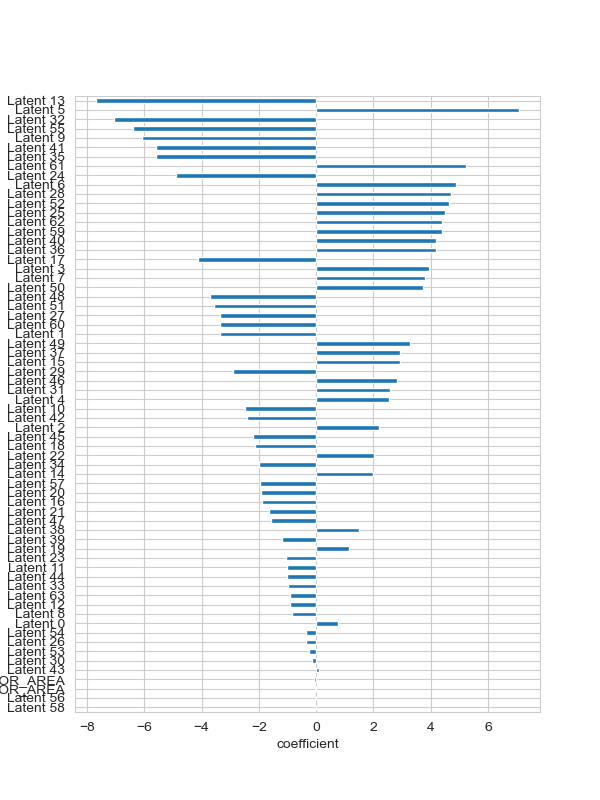 Latent 13
Latent 5
Latent 32
Latent 55
Latent 9
Latent 41
Latent 35
Latent 61
Latent 24
Latent 6
Latent 28
Latent 52
Latent 25
Latent 62
Latent 59
Latent 40
Latent 36
Latent 17
Latent 3
Latent 7
Latent 50
Latent 48
Latent 51
Latent 27
Latent 60
Latent 1
Latent 49
Latent 37
Latent 15
Latent 29
Latent 46
Latent 31
Latent 4
Latent 10
Latent 42
Latent 2
Latent 45
Latent 18
Latent 22
Latent 34
Latent 14
Latent 57
Latent 20
Latent 16
Latent 21
Latent 47
Latent 38
Latent 39
Latent 19
Latent 23
Latent 11
Latent 44
Latent 33
Latent 63
Latent 12
Latent 8
Latent 0
Latent 54
Latent 26
Latent 53
Latent 30
Latent 43
OR_AREA
OR_AREA
Latent 56
Latent 58
−8 −6 −4 −2 0 2 4 6
coefficient